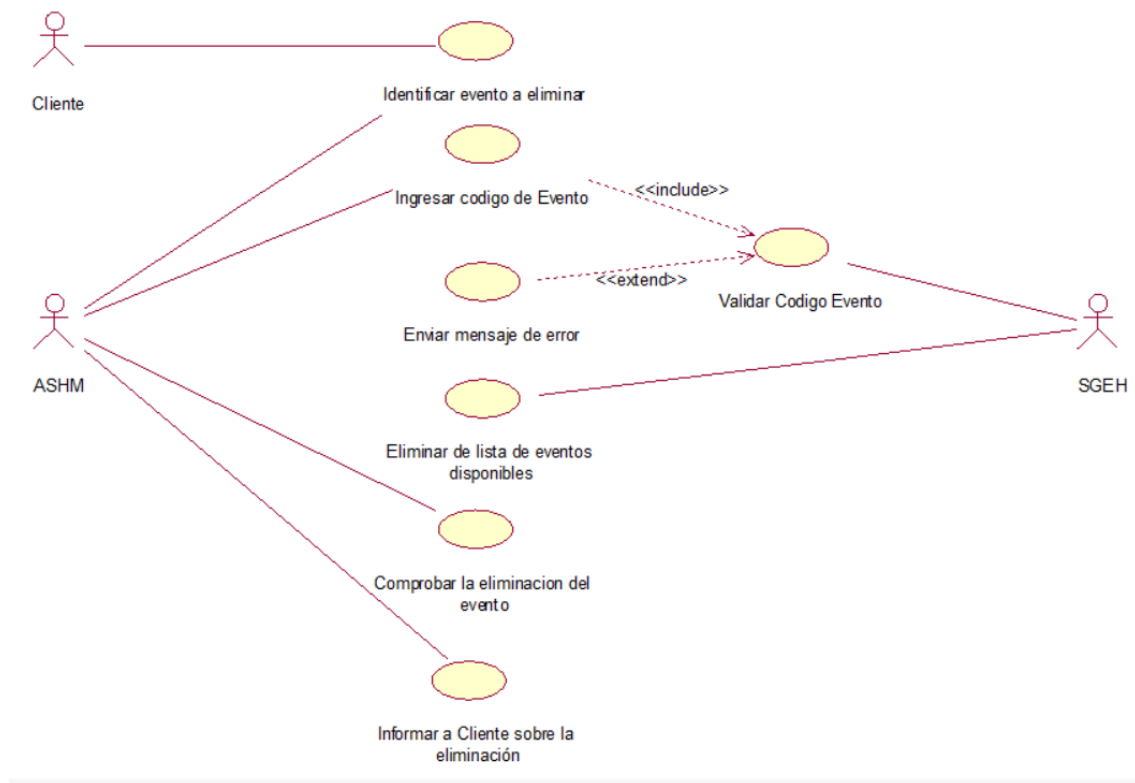 Cliente
Identificar evento a eliminar
Ingresar codigo de Evento
<<include>>
<<extend>>
Validar Codigo Evento
Enviar mensaje de error
ASHM
SGEH
Eliminar de lista de eventos
disponibles
Comprobar la eliminacion del
evento
Informar a Cliente sobre la
eliminación